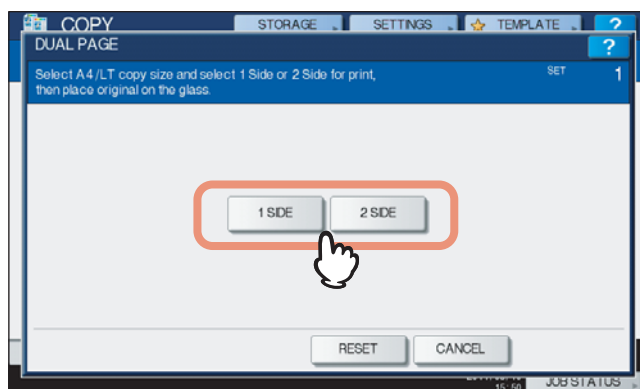 COPY STORAGE SETTINGS TEMPLATE ?
DUAL PAGE ?
Select A4/LT copy size and select 1 Side or 2 Side for print, SET 1
then place original on the glass.
1 SIDE 2 SIDE
RESET CANCEL
JOB STATUS